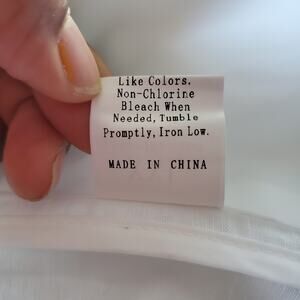 Like Colors.
Non-Chlorine
Bleach When
Needed, Tumble
Promptly, Iron Low.
MADE IN CHINA